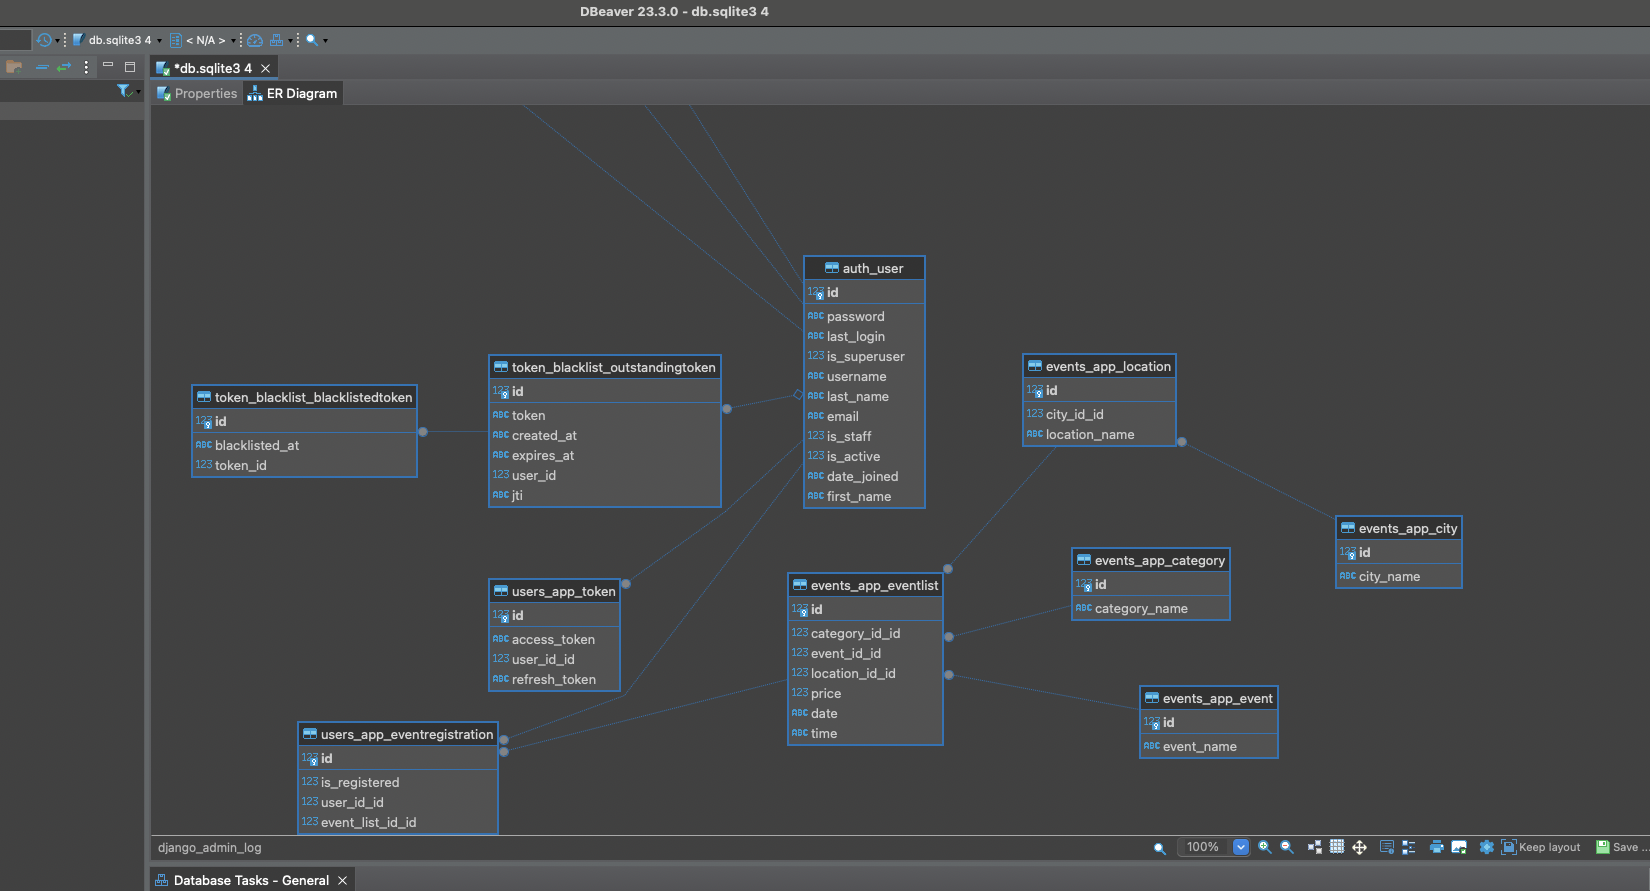 DBeaver 23.3.0 - db.sqlite3 4
db.sqlite3 4
< N/A >
*db.sqlite3 4
Properties
ER Diagram
auth_user
123 id
ABC password
ABC last_login
123 is_superuser
ABC username
ABC last_name
ABC email
123 is_staff
123 is_active
ABC date_joined
ABC first_name
token_blacklist_outstandingtoken
123 id
ABC token
ABC created_at
ABC expires_at
123 user_id
ABC jti
token_blacklist_blacklistedtoken
123 id
ABC blacklisted_at
123 token_id
events_app_location
123 id
123 city_id_id
ABC location_name
events_app_city
123 id
ABC city_name
events_app_category
123 id
ABC category_name
users_app_token
123 id
ABC access_token
123 user_id_id
ABC refresh_token
events_app_eventlist
123 id
123 category_id_id
123 event_id_id
123 location_id_id
123 price
ABC date
ABC time
events_app_event
123 id
ABC event_name
users_app_eventregistration
123 id
123 is_registered
123 user_id_id
123 event_list_id_id
django_admin_log
100%
Keep layout
Save ...
Database Tasks - General